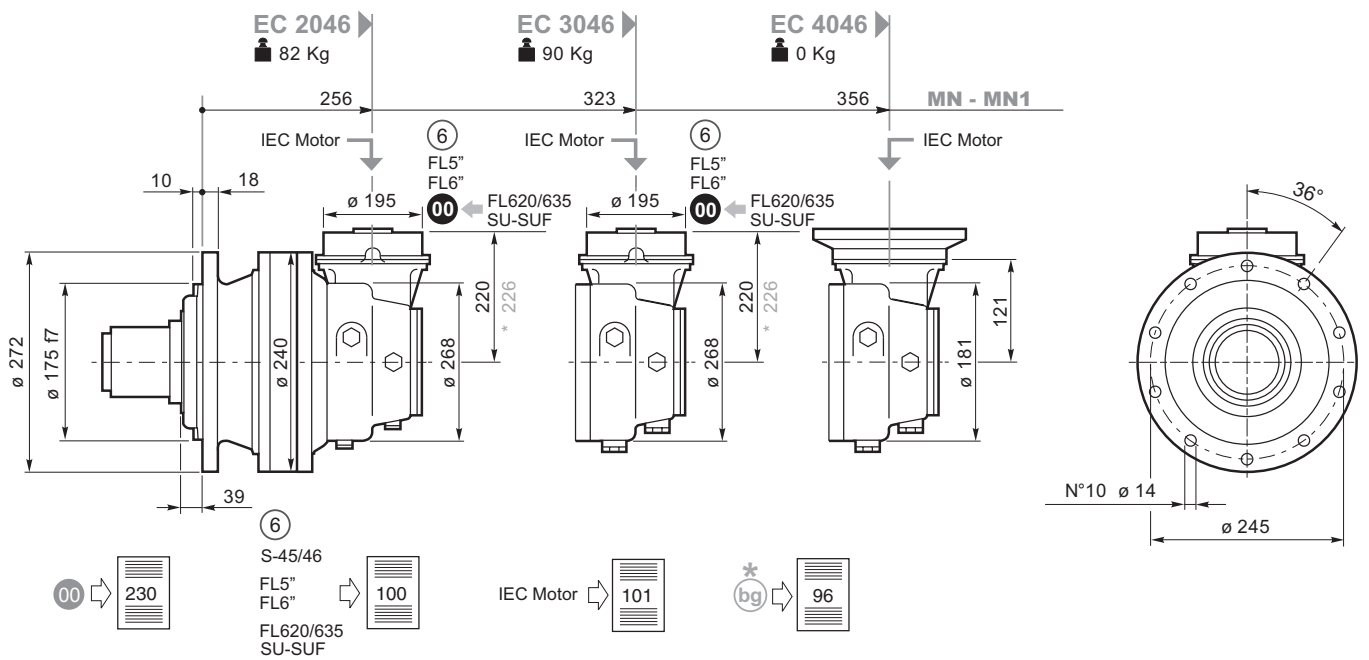 EC 2046
82 Kg
EC 3046
90 Kg
EC 4046
0 Kg
256
323
356
MN - MN1
IEC Motor
6
FL5”
FL6”
00
FL620/635
SU-SUF
IEC Motor
6
FL5”
FL6”
00
FL620/635
SU-SUF
IEC Motor
10
18
ø 195
ø 195
36°
ø 272
ø 175 f7
ø 240
ø 268
220
* 226
ø 268
220
* 226
ø 181
121
39
N°10 ø 14
ø 245
00
230
6
S-45/46
FL5”
FL6”
FL620/635
SU-SUF
100
IEC Motor
101
*
bg
96